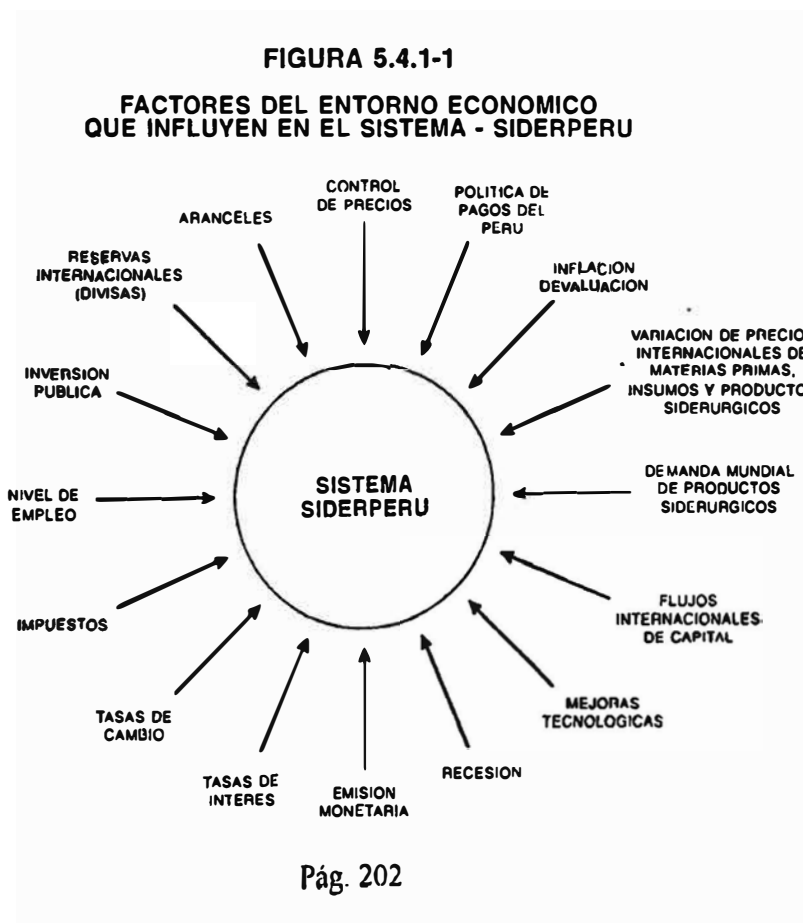 FIGURA 5.4.1-1
FACTORES DEL ENTORNO ECONOMICO
QUE INFLUYEN EN EL SISTEMA - SIDERPERU
CONTROL
DE PRECIOS
POLITICA DE
PAGOS DEL
PERU
ARANCELES
RESERVAS
INTERNACIONALES
(DIVISAS)
INFLACION
DEVALUACION
VARIACION DE PRECIO
INTERNACIONALES DE
MATERIAS PRIMAS,
INSUMOS Y PRODUCTO
SIDERURGICOS
INVERSION
PUBLICA
SISTEMA
SIDERPERU
NIVEL DE
EMPLEO
DEMANDA MUNDIAL
DE PRODUCTOS
SIDERURGICOS
IMPUESTOS
FLUJOS
INTERNACIONALES
DE CAPITAL
TASAS DE
CAMBIO
MEJORAS
TECNOLOGICAS
TASAS DE
INTERES
EMISION
MONETARIA
RECESION
Pág. 202